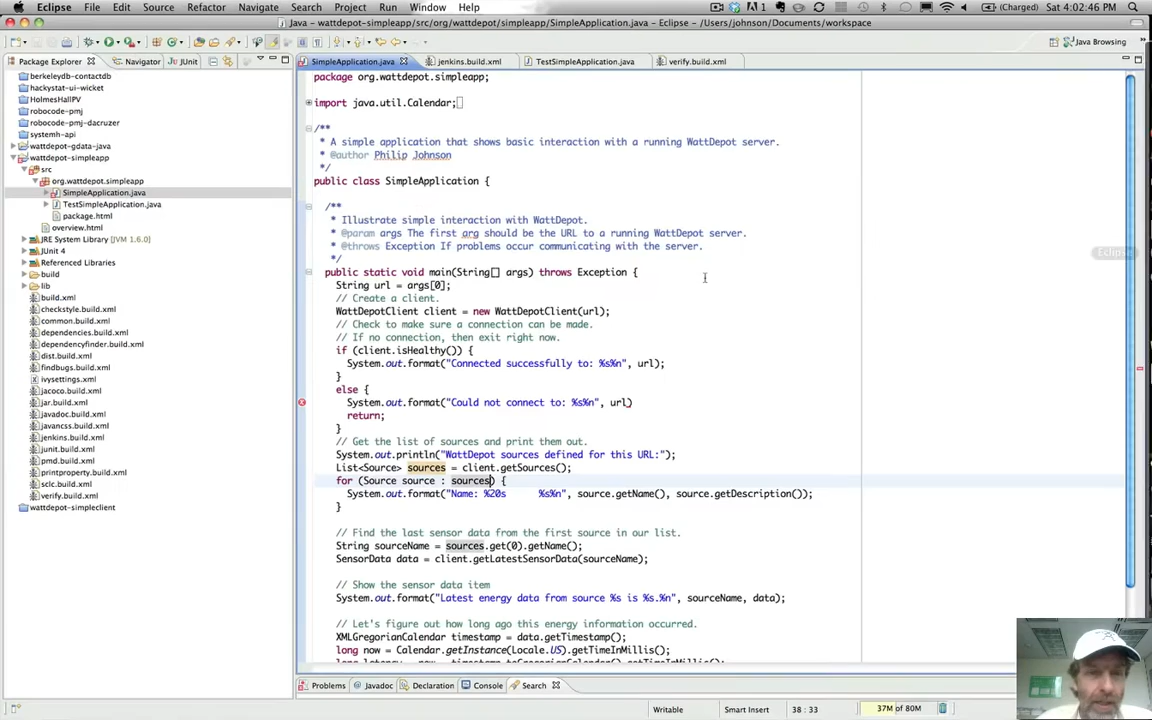 Eclipse File Edit Source Refactor Navigate Search Project Run Window Help
1 (Charged) Sat 4:02:46 PM
Java – wattdepot-simpleapp/src/org/wattdepot/simpleapp/SimpleApplication.java – Eclipse – /Users/johnson/Documents/workspace
Java Browsing
Package Explorer Navigator JUnit
SimpleApplication.java jenkins.build.xml TestSimpleApplication.java verify.build.xml
berkeleydb-contactdb
hackystat-ui-wicket
HolmesHallPV
robocode-pmj
robocode-pmj-dacruzer
systemh-api
wattdepot-gdata-java
wattdepot-simpleapp
src
org.wattdepot.simpleapp
SimpleApplication.java
TestSimpleApplication.java
package.html
overview.html
JRE System Library [JVM 1.6.0]
JUnit 4
Referenced Libraries
build
lib
build.xml
checkstyle.build.xml
common.build.xml
dependencies.build.xml
dependencyfinder.build.xml
dist.build.xml
findbugs.build.xml
ivysettings.xml
jacoco.build.xml
jar.build.xml
javadoc.build.xml
javancss.build.xml
jenkins.build.xml
junit.build.xml
pmd.build.xml
printproperty.build.xml
sclc.build.xml
verify.build.xml
wattdepot-simpleclient
package org.wattdepot.simpleapp;
import java.util.Calendar;
/**
* A simple application that shows basic interaction with a running WattDepot server.
* @author Philip Johnson
*/
public class SimpleApplication {
/**
* Illustrate simple interaction with WattDepot.
* @param args The first arg should be the URL to a running WattDepot server.
* @throws Exception If problems occur communicating with the server.
*/
public static void main(String[] args) throws Exception {
String url = args[0];
// Create a client.
WattDepotClient client = new WattDepotClient(url);
// Check to make sure a connection can be made.
// If no connection, then exit right now.
if (client.isHealthy()) {
System.out.format("Connected successfully to: %s%n", url);
}
else {
System.out.format("Could not connect to: %s%n", url)
return;
}
// Get the list of sources and print them out.
System.out.println("WattDepot sources defined for this URL:");
List<Source> sources = client.getSources();
for (Source source : sources) {
System.out.format("Name: %20s %s%n", source.getName(), source.getDescription());
}
// Find the last sensor data from the first source in our list.
String sourceName = sources.get(0).getName();
SensorData data = client.getLatestSensorData(sourceName);
// Show the sensor data item
System.out.format("Latest energy data from source %s is %s.%n", sourceName, data);
// Let's figure out how long ago this energy information occurred.
XMLGregorianCalendar timestamp = data.getTimestamp();
long now = Calendar.getInstance(Locale.US).getTimeInMillis();
long latency = now - timestamp.toGregorianCalendar().getTimeInMillis();
Eclipse
Problems Javadoc Declaration Console Search
Writable Smart Insert 38 : 33 37M of 80M